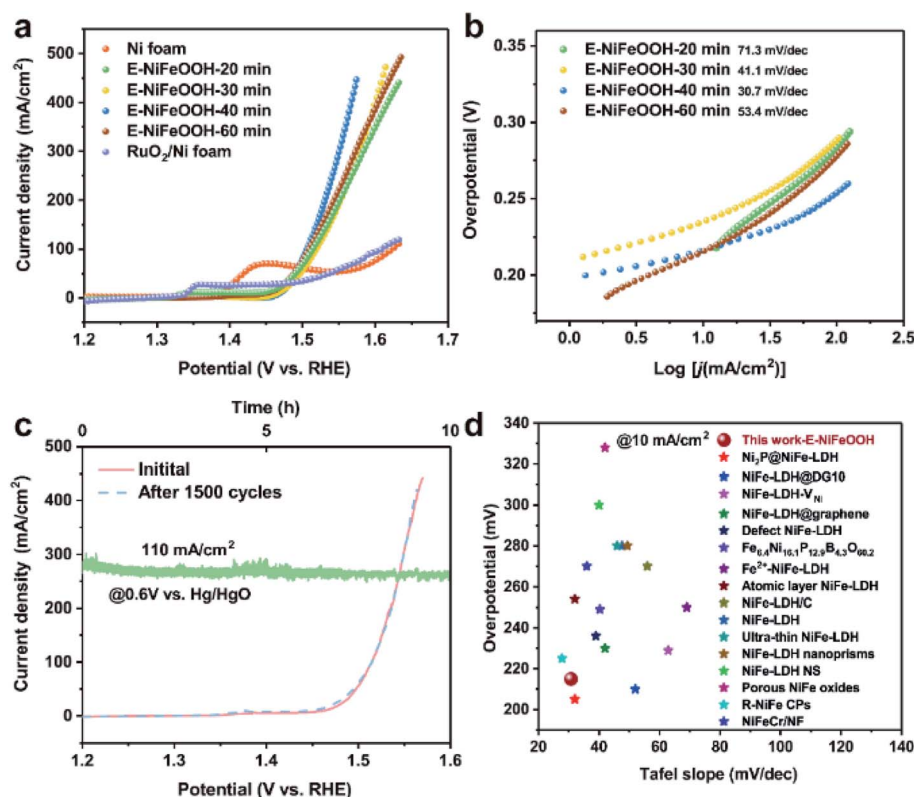 a
Current density (mA/cm²)
500
400
300
200
100
0
Ni foam
E-NiFeOOH-20 min
E-NiFeOOH-30 min
E-NiFeOOH-40 min
E-NiFeOOH-60 min
RuO₂/Ni foam
1.2 1.3 1.4 1.5 1.6 1.7
Potential (V vs. RHE)
b
Overpotential (V)
0.35
0.30
0.25
0.20
E-NiFeOOH-20 min 71.3 mV/dec
E-NiFeOOH-30 min 41.1 mV/dec
E-NiFeOOH-40 min 30.7 mV/dec
E-NiFeOOH-60 min 53.4 mV/dec
0.0 0.5 1.0 1.5 2.0 2.5
Log [j(mA/cm²)]
c
Time (h)
0 5 10
Current density (mA/cm²)
500
400
300
200
100
0
Initital
After 1500 cycles
110 mA/cm²
@0.6V vs. Hg/HgO
1.2 1.3 1.4 1.5 1.6
Potential (V vs. RHE)
d
Overpotential (mV)
340
320
300
280
260
240
220
200
@10 mA/cm²
This work-E-NiFeOOH
Ni₂P@NiFe-LDH
NiFe-LDH@DG10
NiFe-LDH-V_Ni
NiFe-LDH@graphene
Defect NiFe-LDH
Fe₆.₄Ni₁₆.₁P₁₂.₉B₄.₃O₆₀.₂
Fe²⁺-NiFe-LDH
Atomic layer NiFe-LDH
NiFe-LDH/C
NiFe-LDH
Ultra-thin NiFe-LDH
NiFe-LDH nanoprisms
NiFe-LDH NS
Porous NiFe oxides
R-NiFe CPs
NiFeCr/NF
20 40 60 80 100 120 140
Tafel slope (mV/dec)